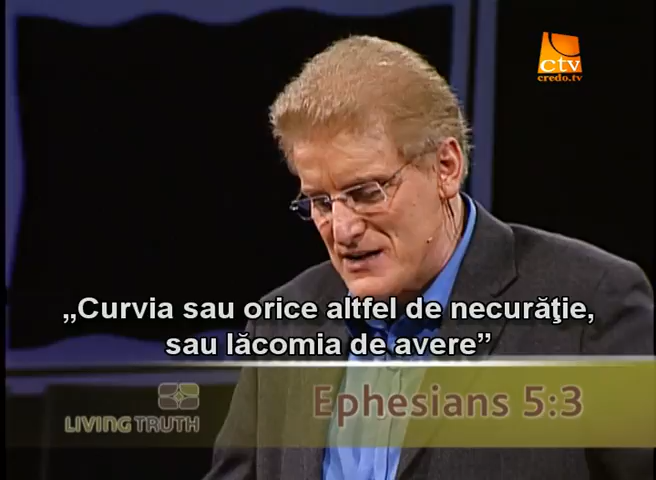 ctv
credo.tv
„Curvia sau orice altfel de necurăţie,
sau lăcomia de avere”
LIVING TRUTH
Ephesians 5:3